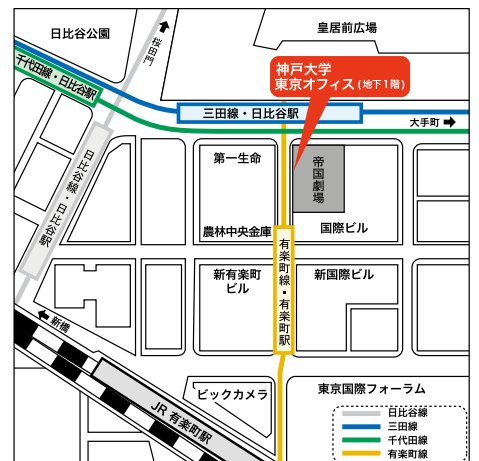 日比谷公園
皇居前広場
桜田門
神戸大学
東京オフィス(地下1階)
千代田線・日比谷駅
三田線・日比谷駅
大手町
日比谷線・日比谷駅
第一生命
帝国劇場
国際ビル
農林中央金庫
有楽町線・有楽町駅
新有楽町
ビル
新国際ビル
新橋
JR 有楽町駅
ビックカメラ
東京国際フォーラム
日比谷線
三田線
千代田線
有楽町線